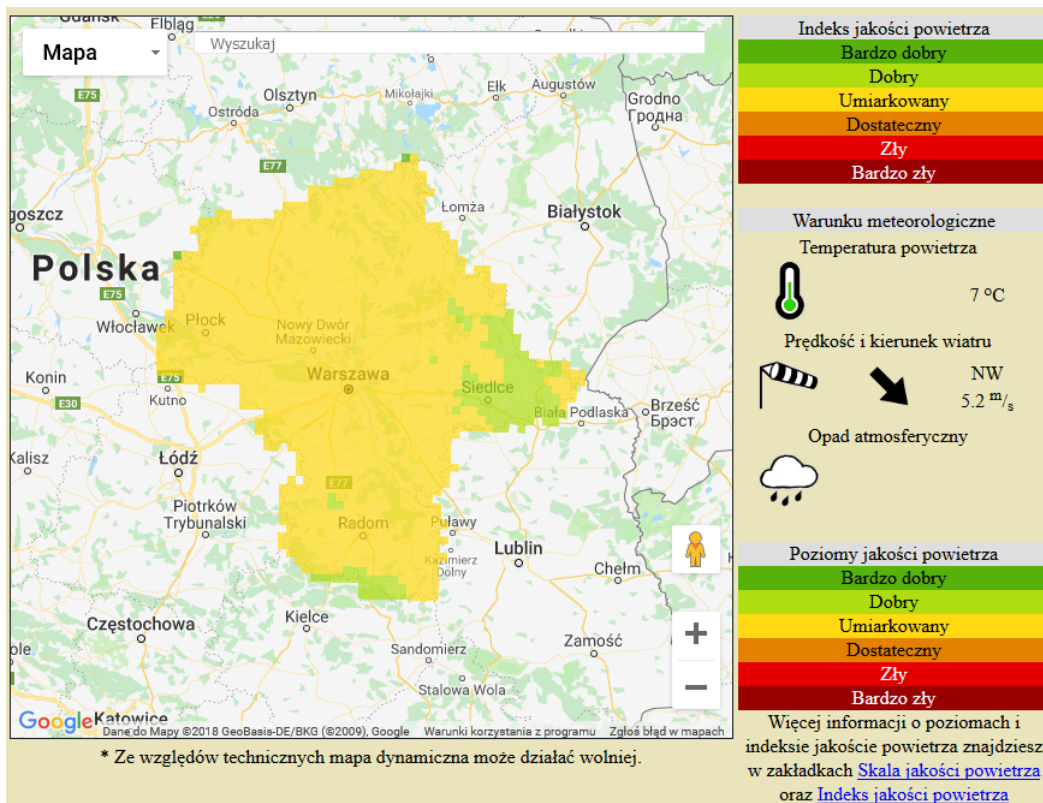 Gdańsk
Elbląg
Mapa
Wyszukaj
E75
Olsztyn
Mikołajki
Ełk
Augustów
Ostróda
Grodno
Гродна
E77
goszcz
Łomża
Białystok
Polska
E75
Włocławek
Płock
Nowy Dwór
Mazowiecki
Warszawa
Siedlce
Konin
E75
Kutno
E30
Biała Podlaska
Brześć
Брэст
Kalisz
Łódź
E77
Piotrków
Trybunalski
Radom
Puławy
Kazimierz
Dolny
Lublin
Chełm
Kielce
Częstochowa
Zamość
ole
Sandomierz
Stalowa Wola
Google
Katowice
Dane do Mapy ©2018 GeoBasis-DE/BKG (©2009), Google
Warunki korzystania z programu
Zgłoś błąd w mapach
* Ze względów technicznych mapa dynamiczna może działać wolniej.
Indeks jakości powietrza
Bardzo dobry
Dobry
Umiarkowany
Dostateczny
Zły
Bardzo zły
Warunku meteorologiczne
Temperatura powietrza
7 °C
Prędkość i kierunek wiatru
NW
5.2 m/s
Opad atmosferyczny
Poziomy jakości powietrza
Bardzo dobry
Dobry
Umiarkowany
Dostateczny
Zły
Bardzo zły
Więcej informacji o poziomach i
indeksie jakoście powietrza znajdziesz
w zakładkach Skala jakości powietrza
oraz Indeks jakości powietrza